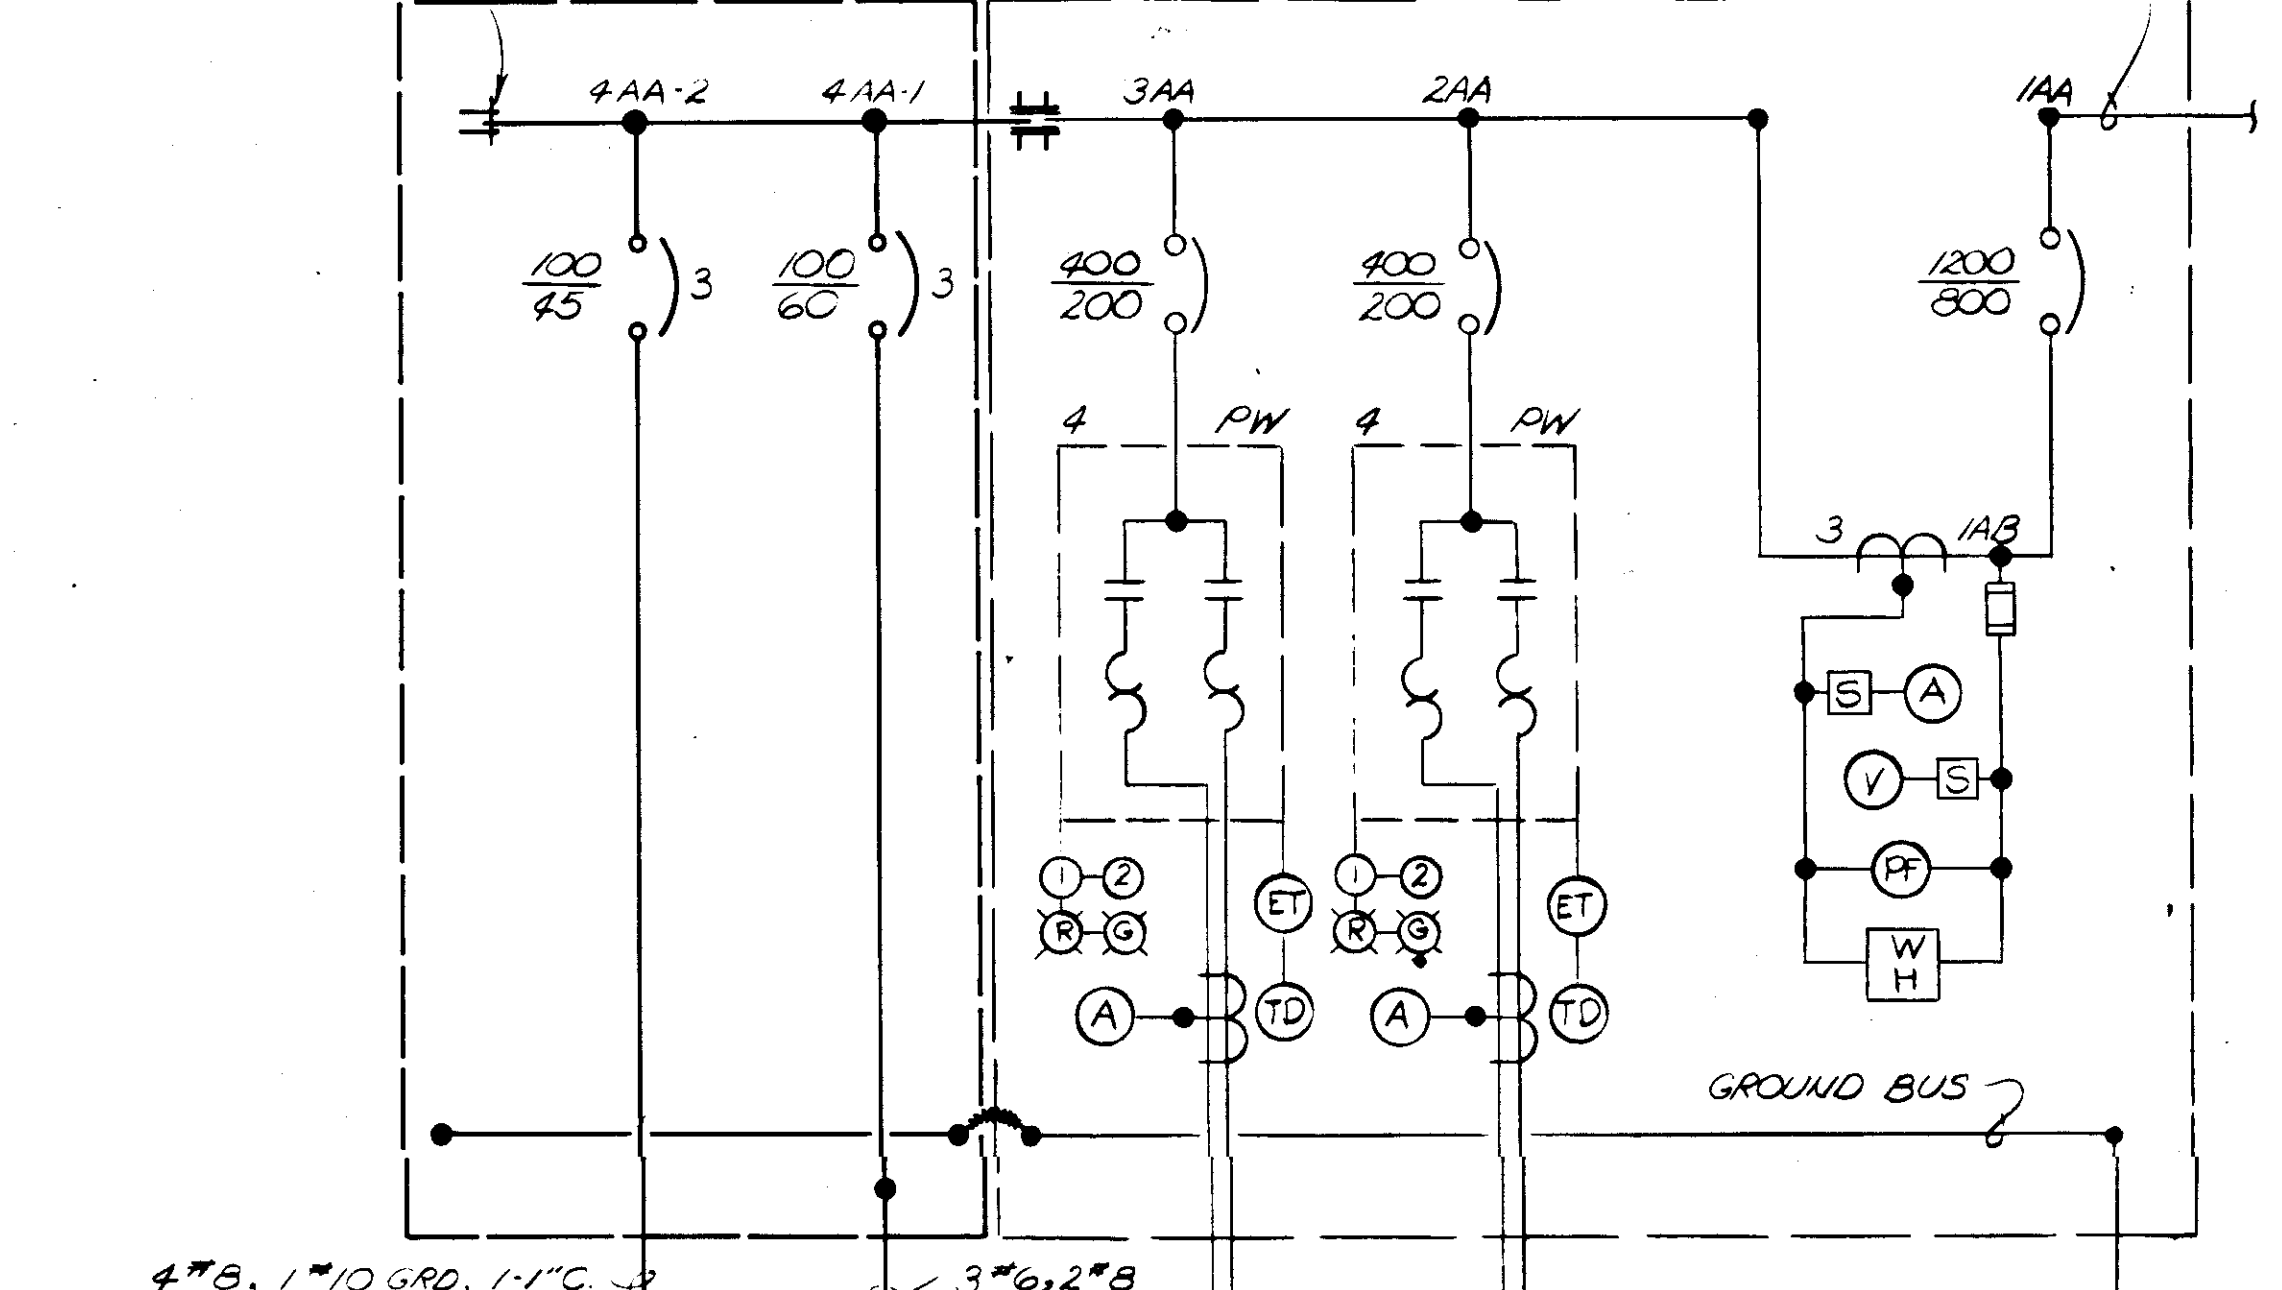 4AA-2 4AA-1 3AA 2AA 1AA
100 3 100 3 400 400 1200
45 60 200 200 800
4 PW 4 PW
3 1AB
S A
V S
1 2 ET 1 2 ET PF
R G R G W
H
A TD A TD
GROUND BUS
4 #8, 1 #10 GRD. 1-1"C. 3 #6, 2 #8